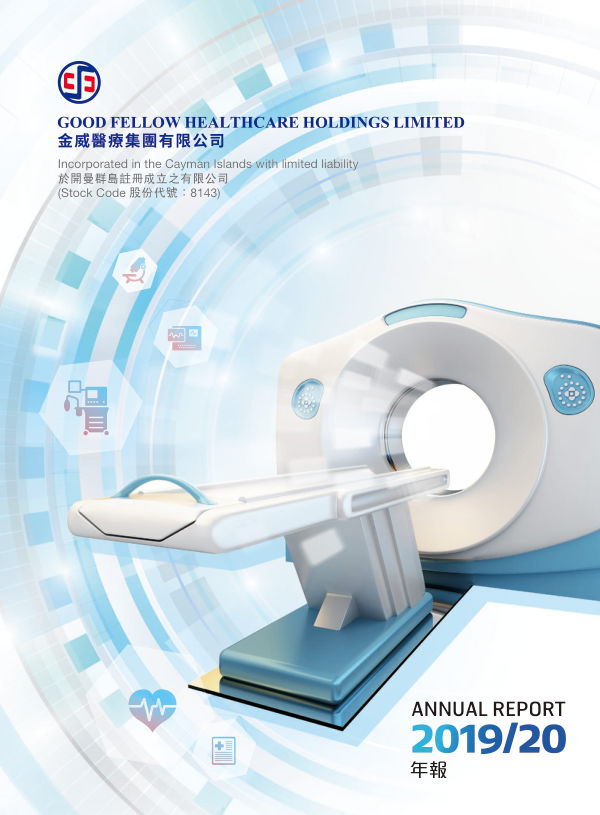 GOOD FELLOW HEALTHCARE HOLDINGS LIMITED
金威醫療集團有限公司
Incorporated in the Cayman Islands with limited liability
於開曼群島註冊成立之有限公司
(Stock Code 股份代號：8143)
ANNUAL REPORT
2019/20
年報